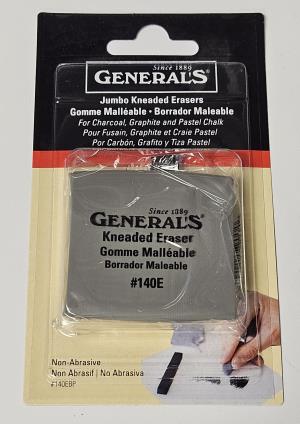 Since 1889
GENERAL'S®
Jumbo Kneaded Erasers
Gomme Malléable • Borrador Maleable
For Charcoal, Graphite and Pastel Chalk
Pour Fusain, Graphite et Craie Pastel
Por Carbón, Grafito y Tiza Pastel
Since 1889
GENERAL'S®
Kneaded Eraser
Gomme Malléable
Borrador Maleable
#140E
Non-Abrasive
Non Abrasif | No Abrasiva
#140EBP